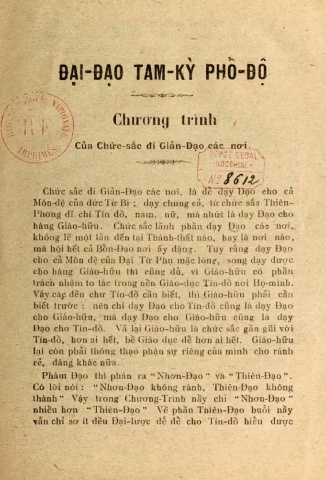 ĐẠI-ĐẠO TAM-KỲ PHỔ-ĐỘ
Chương trình
Của Chức-sắc đi Giản-Đạo các nơi.
DEPOT LEGAL
INDOCHINE
No 8612
Chức sắc đi Giản-Đạo các nơi, là để dạy Đạo cho cả
Môn-đệ của đức Từ Bi; dạy chung cả, từ chức sắc Thiên-
Phong dĩ chí Tín đồ, nam, nữ, mà nhứt là dạy Đạo cho
hàng Giáo-hữu. Chức sắc lãnh phần dạy Đạo các nơi,
không lẽ một lần đến tại Thánh-thất nào, hay là nơi nào,
mà hội hết cả Bổn-Đạo nơi ấy đặng. Tuy rằng dạy Đạo
cho cả Môn đệ của Đại Từ Phụ mặc lòng, song dạy được
cho hàng Giáo-hữu thì cũng đủ, vì Giáo-hữu có phần
trách nhậm to tác trong nền Giáo-dục Tín-đồ nơi Họ-mình.
Vậy các đều chư Tín-đồ cần biết, thì Giáo-hữu phải cần
biết trước: nên chỉ dạy Đạo cho Tín-đồ cũng là dạy Đạo
cho Giáo-hữu, mà dạy Đạo cho Giáo-hữu cũng là dạy
Đạo cho Tín-đồ. Vả lại Giáo-hữu là chức sắc gần gũi với
Tín-đồ, hơn ai hết, bề Giáo-dục dễ hơn ai hết. Giáo-hữu
lại còn phải thông thạo phận sự riêng của mình cho rành
rẽ, đặng khác nữa.
Phàm Đạo thì phân ra "Nhơn-Đạo" và "Thiên-Đạo".
Có lời nói: "Nhơn-Đạo không rành, Thiên-Đạo không
thành" Vậy trong Chương-Trình nầy chỉ "Nhơn-Đạo"
nhiều hơn "Thiên-Đạo" Về phần Thiên-Đạo buổi nầy
vẫn chỉ sơ ít đều Đại-lược để dễ cho Tín-đồ hiểu được